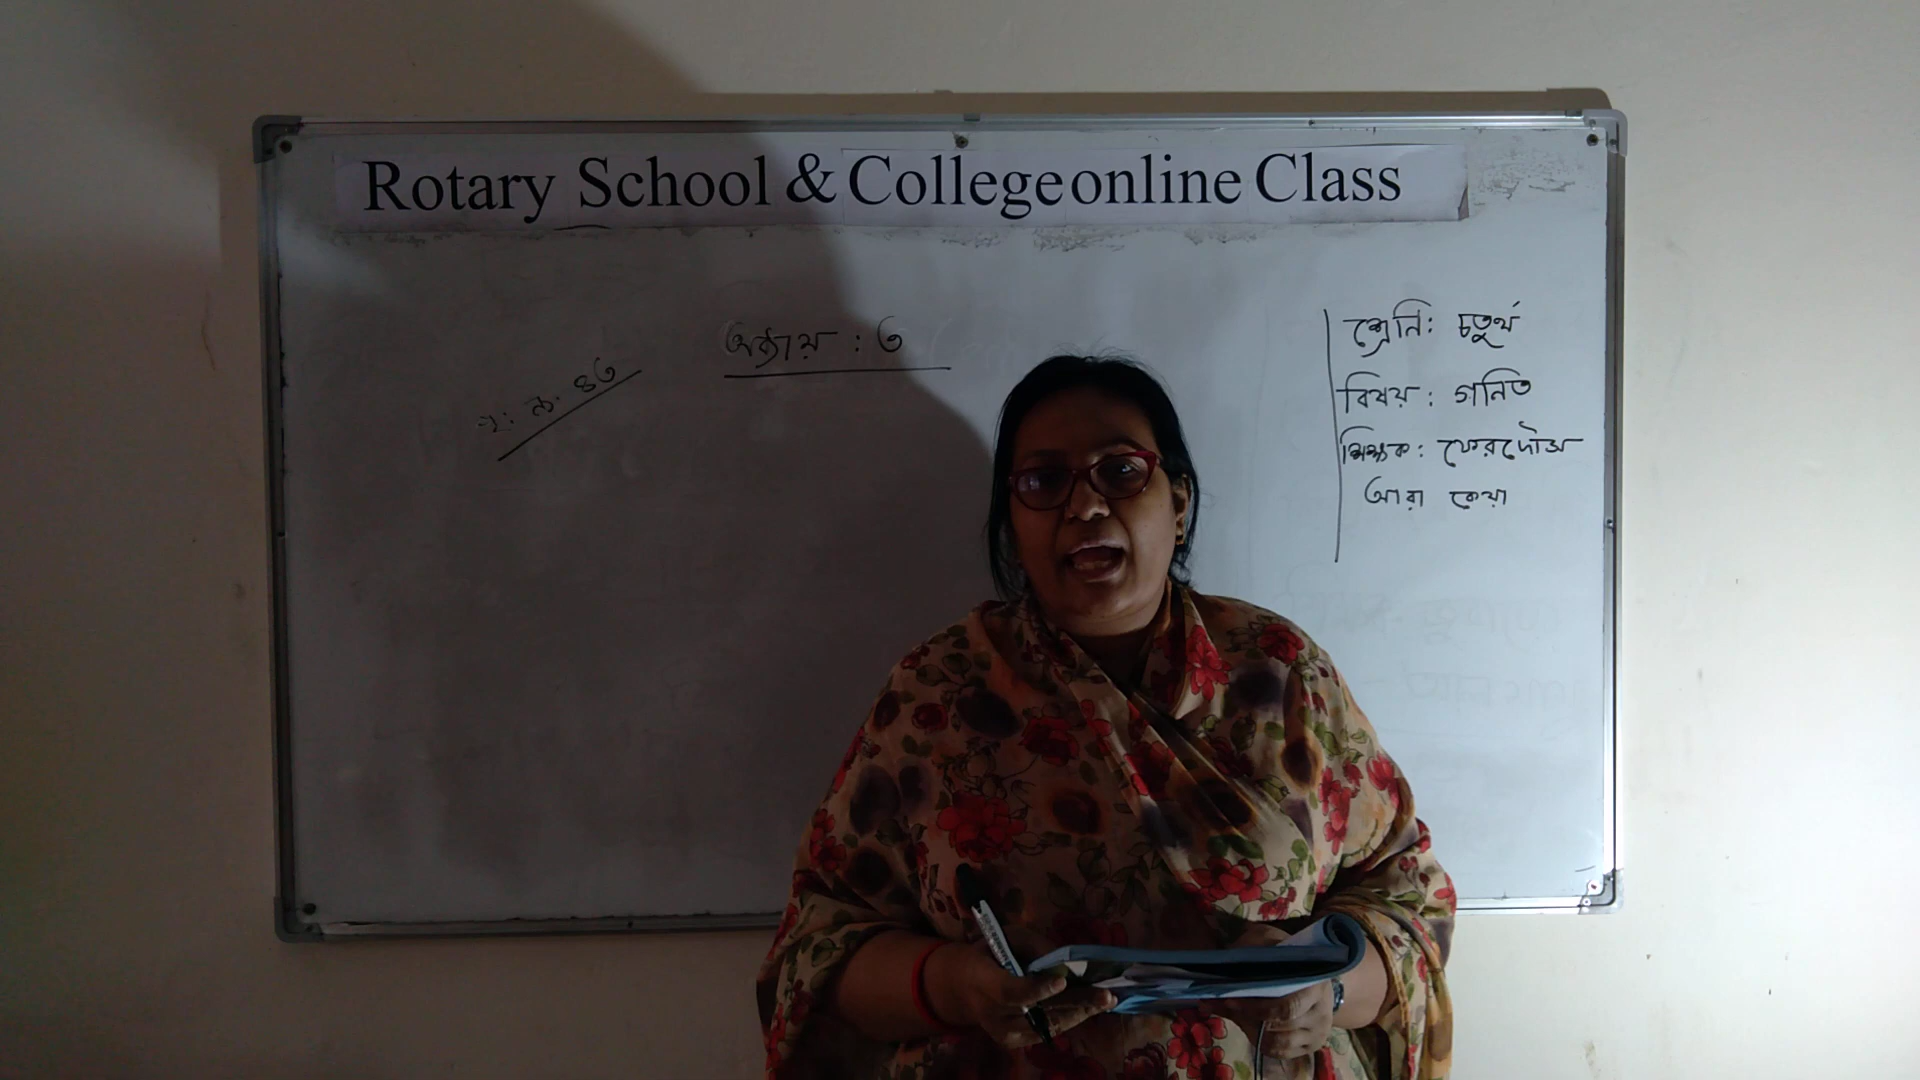 Rotary School & College online Class
অধ্যায় : ৩
পৃ: নং: ৪৩
শ্রেনি: চতুর্থ
বিষয় : গনিত
শিক্ষক : ফেরদৌস
আরা কেয়া